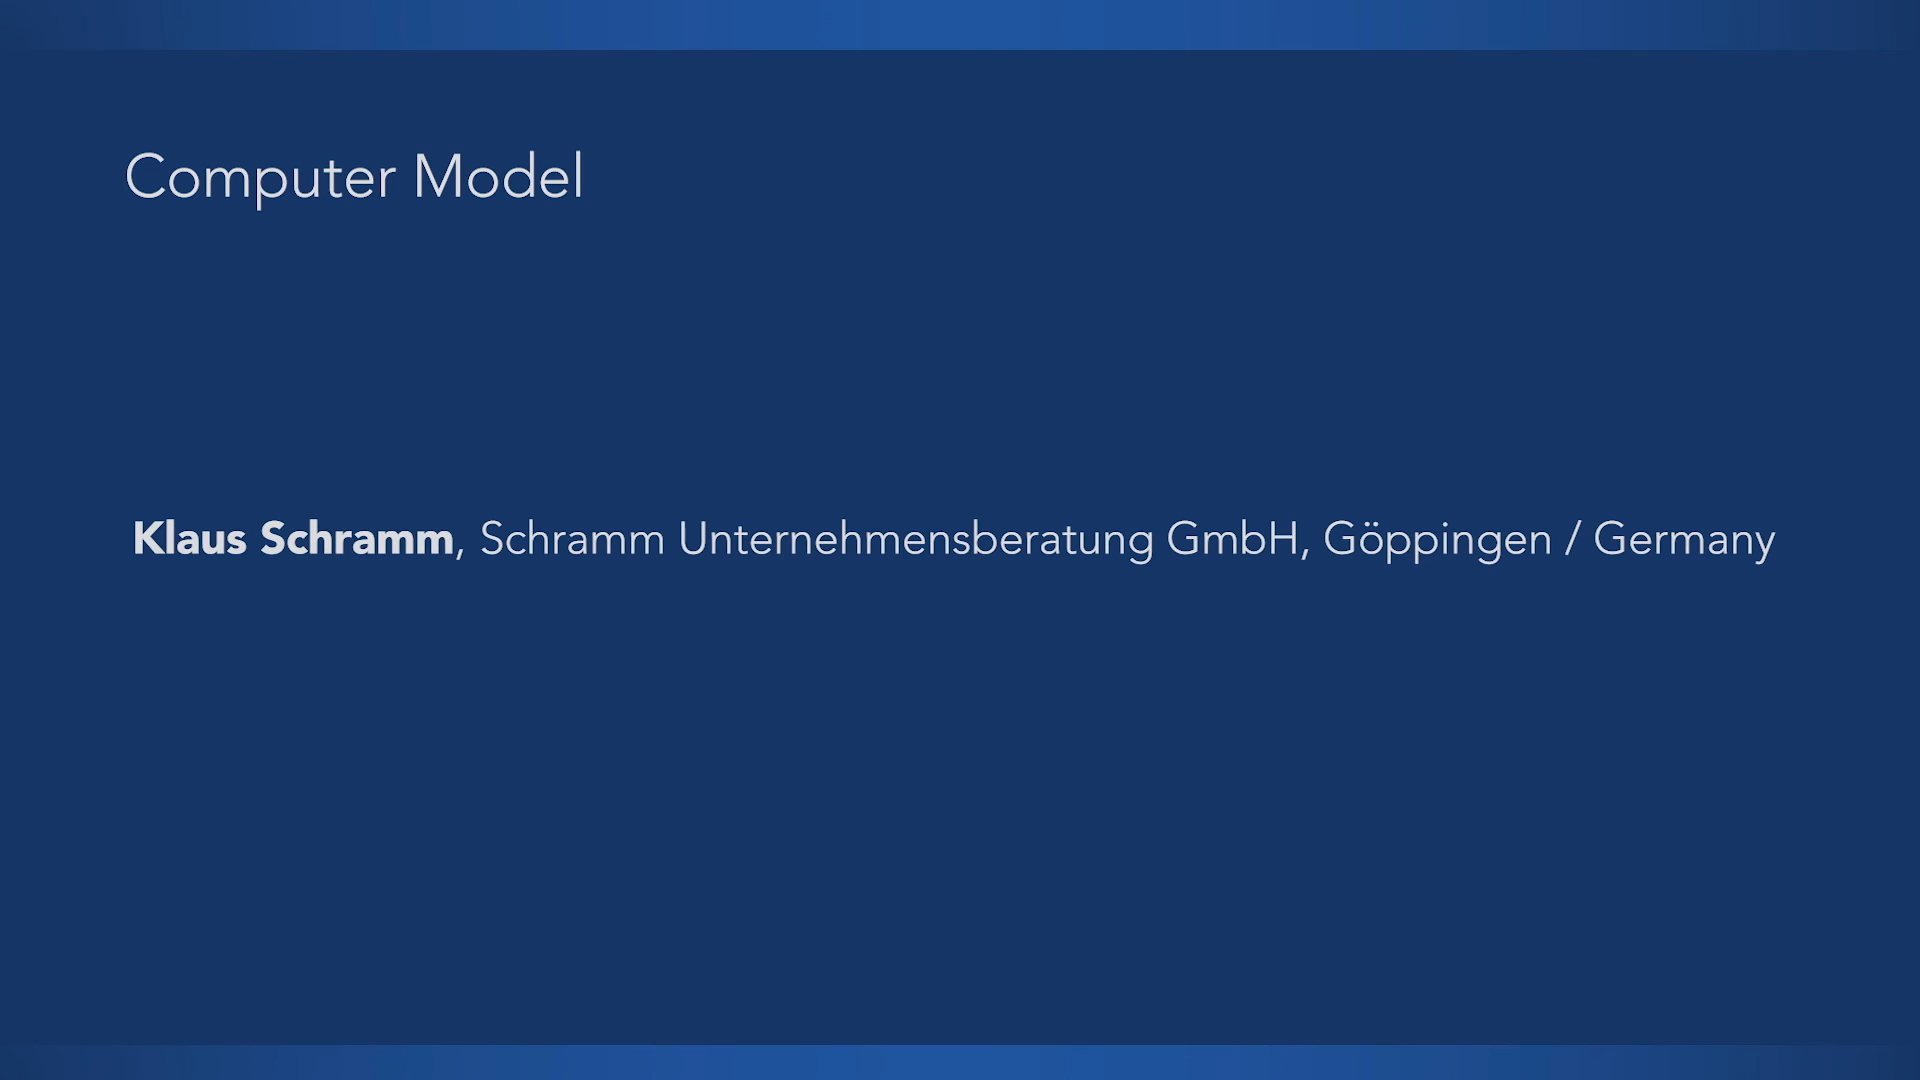 Computer Model
Klaus Schramm, Schramm Unternehmensberatung GmbH, Göppingen / Germany